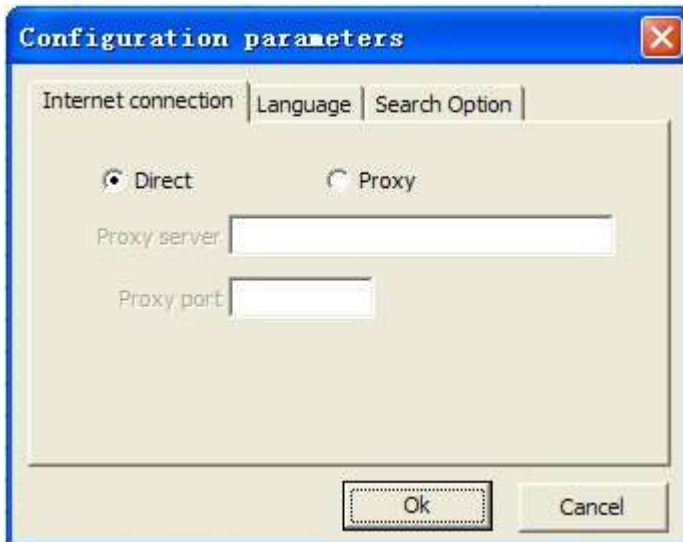 Configuration parameters
Internet connection Language Search Option
Direct Proxy
Proxy server
Proxy port
Ok Cancel